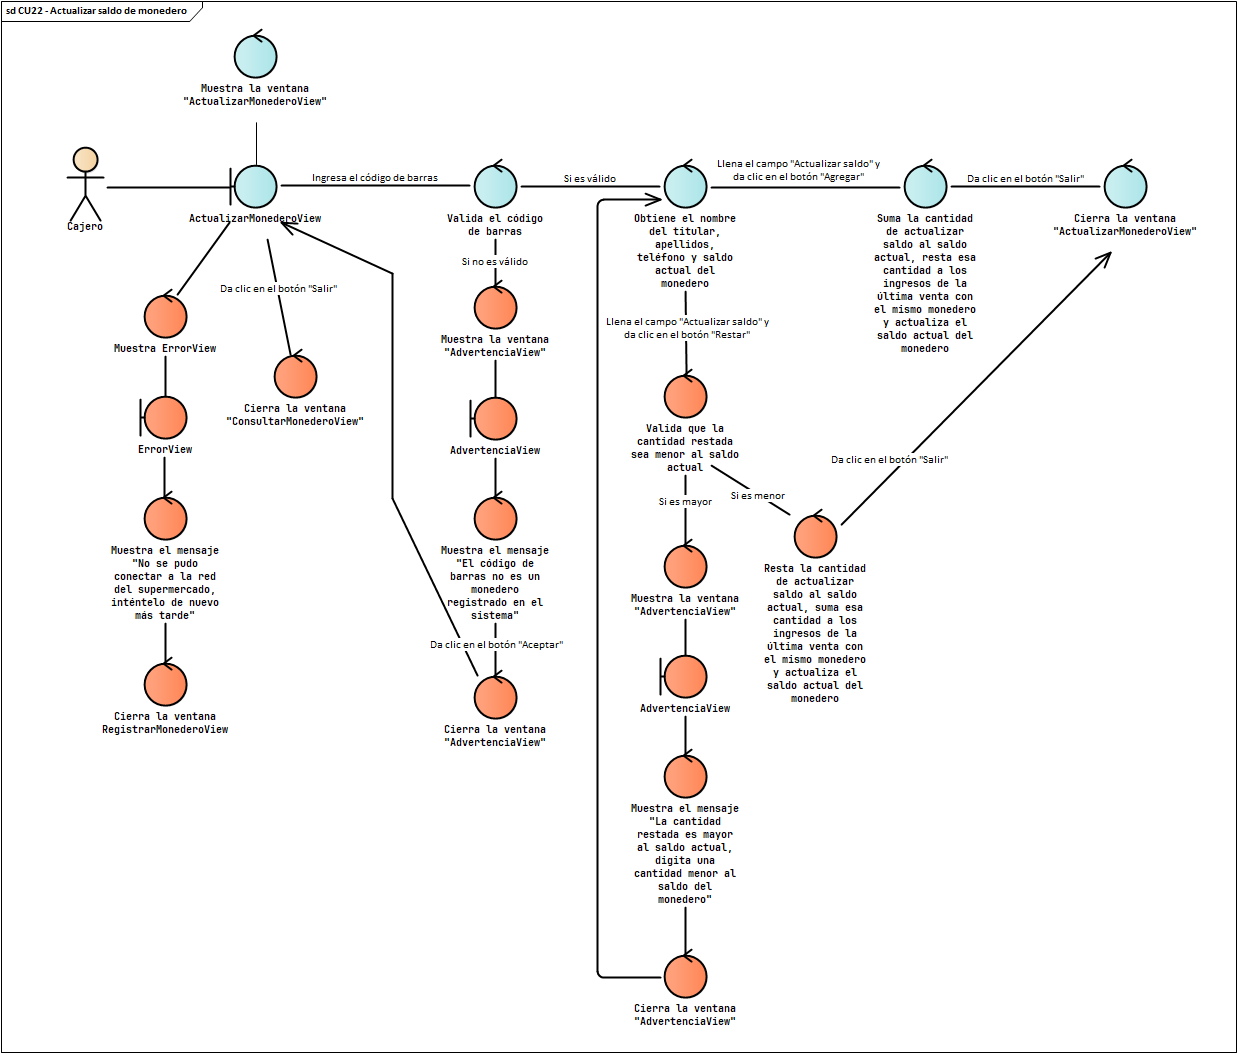 sd CU22 - Actualizar saldo de monedero
Muestra la ventana
"ActualizarMonederoView"
Cajero
ActualizarMonederoView
Ingresa el código de barras
Valida el código
de barras
Si es válido
Obtiene el nombre
del titular,
apellidos,
teléfono y saldo
actual del
monedero
Llena el campo "Actualizar saldo" y
da clic en el botón "Agregar"
Suma la cantidad
de actualizar
saldo al saldo
actual, resta esa
cantidad a los
ingresos de la
última venta con
el mismo monedero
y actualiza el
saldo actual del
monedero
Da clic en el botón "Salir"
Cierra la ventana
"ActualizarMonederoView"
Si no es válido
Da clic en el botón "Salir"
Muestra ErrorView
Cierra la ventana
"ConsultarMonederoView"
ErrorView
Muestra el mensaje
"No se pudo
conectar a la red
del supermercado,
inténtelo de nuevo
más tarde"
Cierra la ventana
RegistrarMonederoView
Muestra la ventana
"AdvertenciaView"
AdvertenciaView
Muestra el mensaje
"El código de
barras no es un
monedero
registrado en el
sistema"
Da clic en el botón "Aceptar"
Cierra la ventana
"AdvertenciaView"
Llena el campo "Actualizar saldo" y
da clic en el botón "Restar"
Valida que la
cantidad restada
sea menor al saldo
actual
Si es mayor
Si es menor
Da clic en el botón "Salir"
Resta la cantidad
de actualizar
saldo al saldo
actual, suma esa
cantidad a los
ingresos de la
última venta con
el mismo monedero
y actualiza el
saldo actual del
monedero
Muestra la ventana
"AdvertenciaView"
AdvertenciaView
Muestra el mensaje
"La cantidad
restada es mayor
al saldo actual,
digita una
cantidad menor al
saldo del
monedero"
Cierra la ventana
"AdvertenciaView"